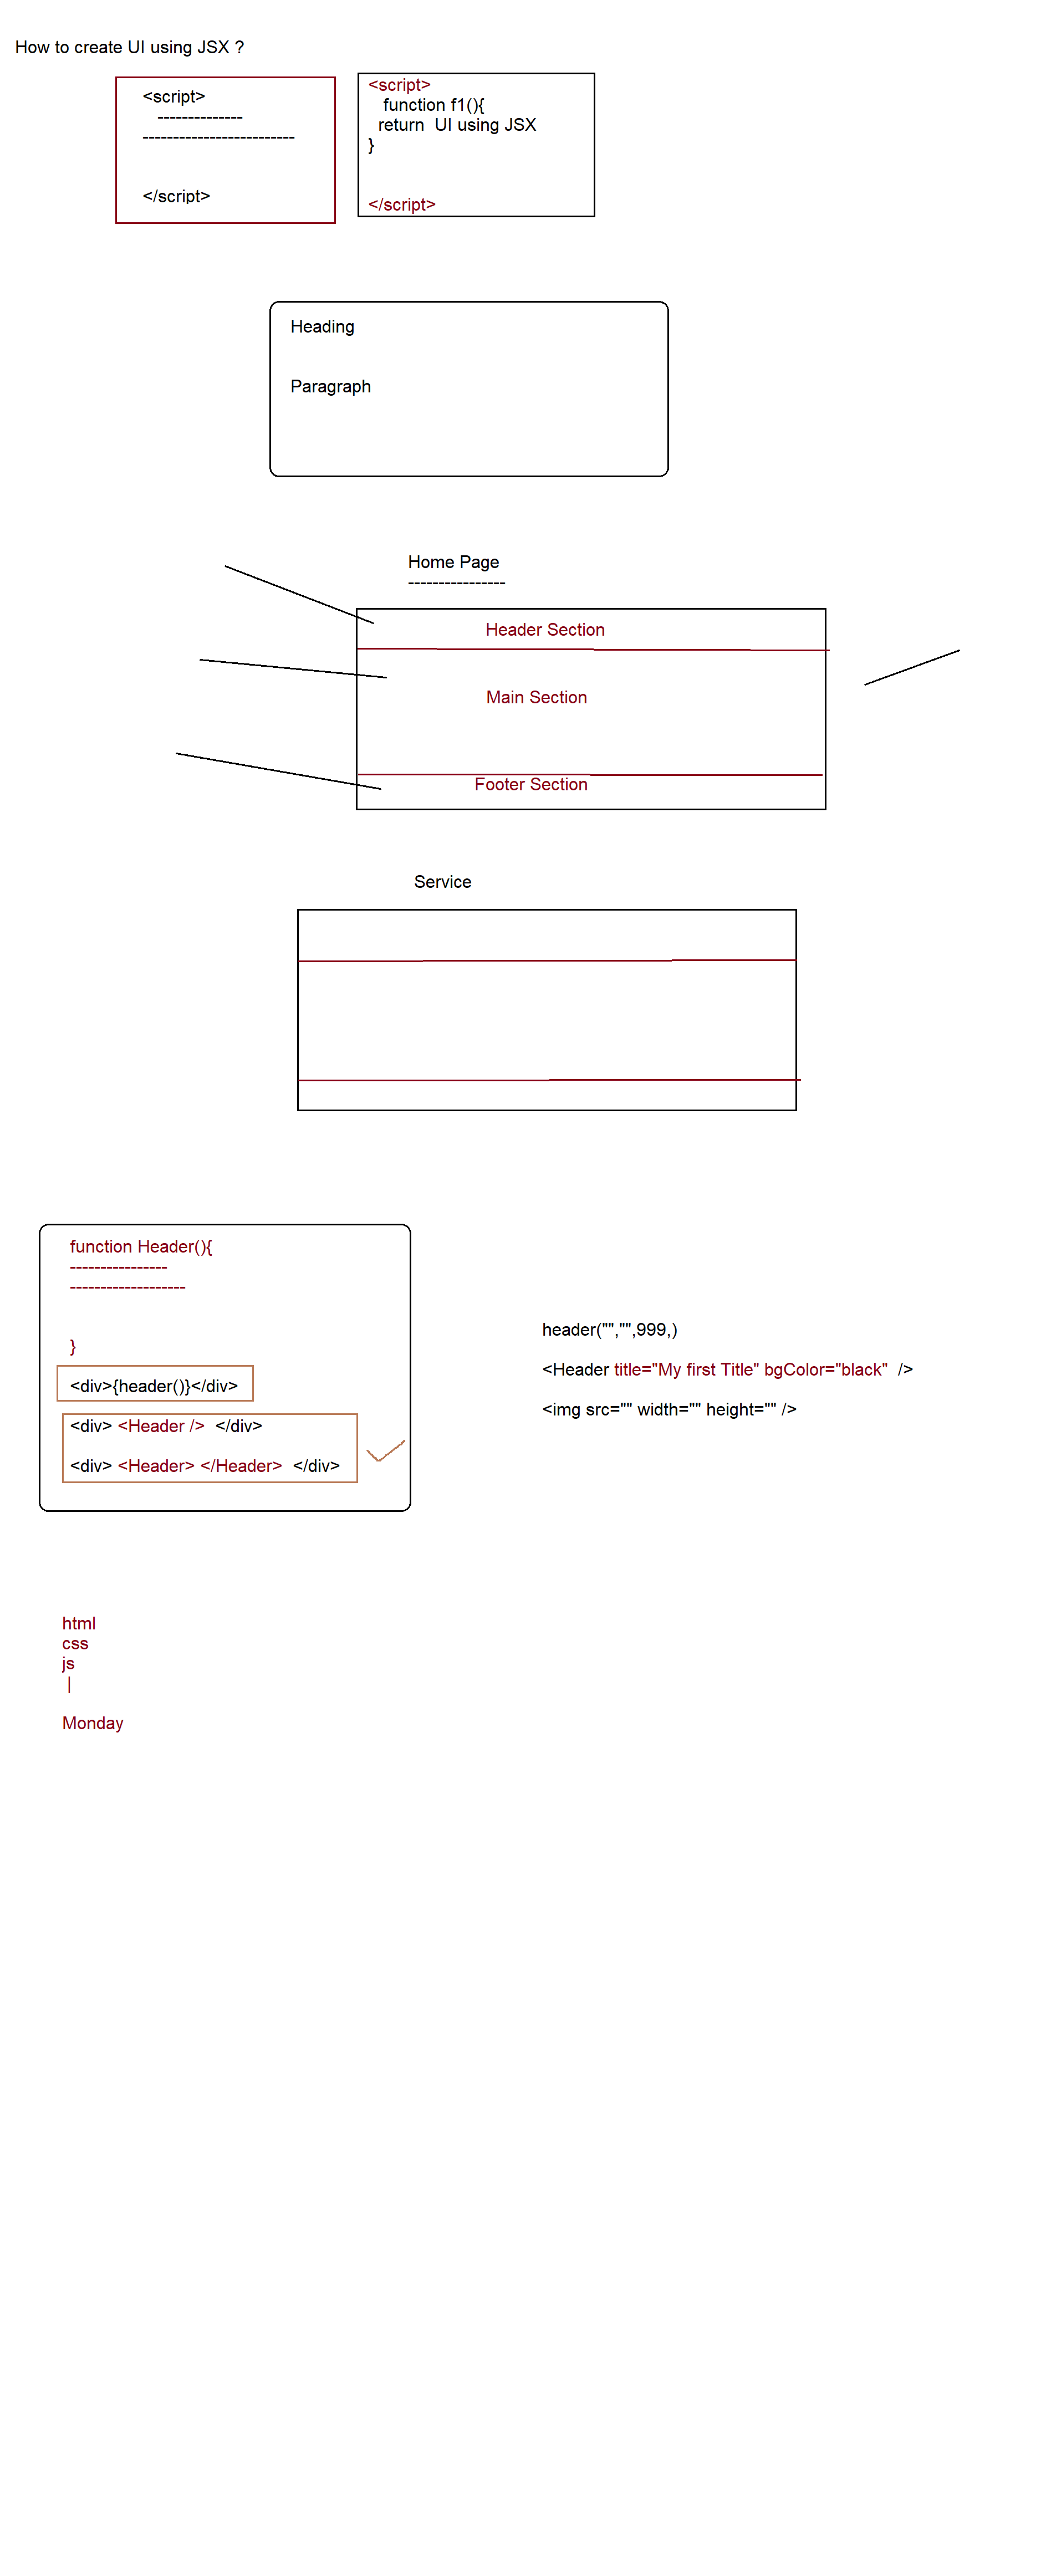 How to create UI using JSX ?
<script>
--------------
-------------------------
</script>
<script>
function f1(){
return  UI using JSX
}
</script>
Heading
Paragraph
Home Page
----------------
Header Section
Main Section
Footer Section
Service
function Header(){
----------------
-------------------
}
<div>{header()}</div>
<div> <Header />  </div>
<div> <Header> </Header>  </div>
header("","",999,)
<Header title="My first Title" bgColor="black"  />
<img src="" width="" height="" />
html
css
js
|
Monday